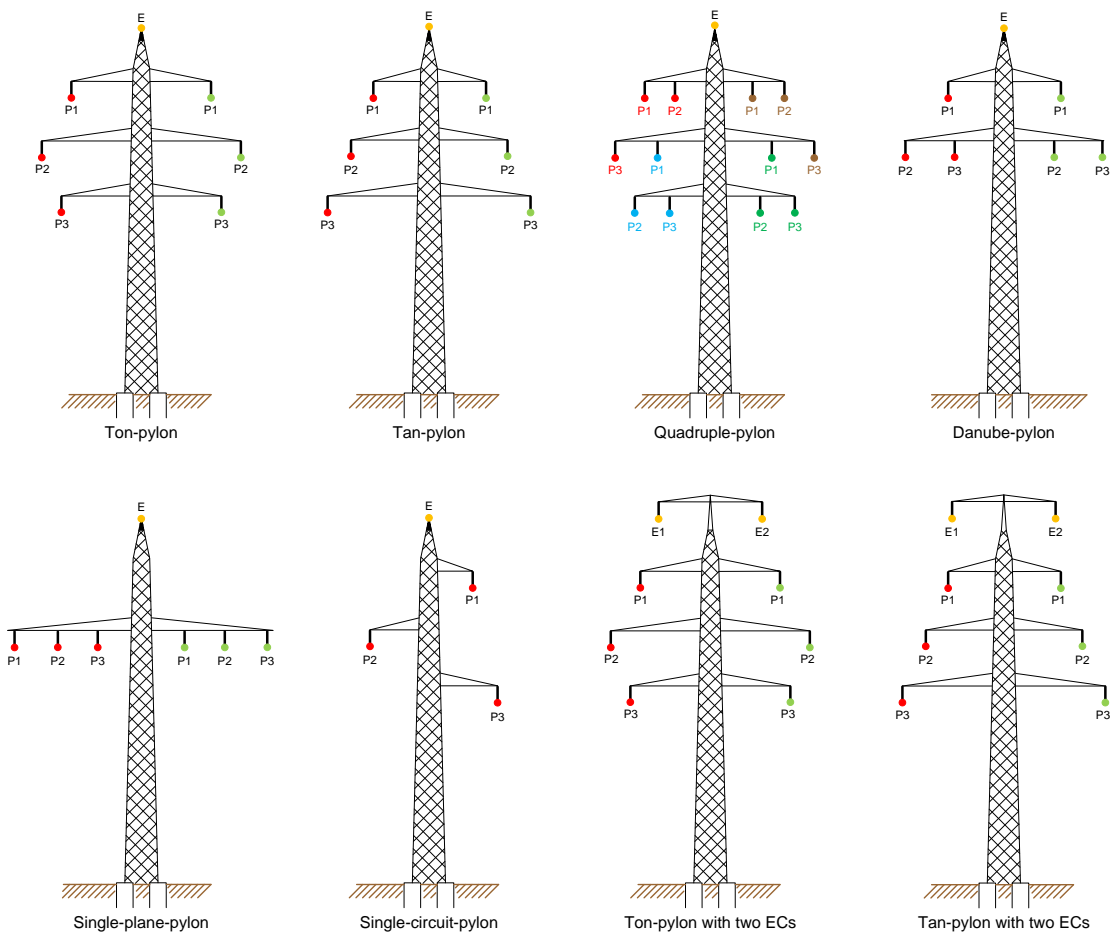 E E E E
P1 P1 P1 P1 P1 P2 P1 P2 P1 P1
P2 P2 P2 P2 P3 P1 P1 P3 P2 P3 P2 P3
P3 P3 P3 P3 P2 P3 P2 P3
Ton-pylon Tan-pylon Quadruple-pylon Danube-pylon
E E
E1 E2 E1 E2
P1 P1 P1 P1 P1
P1 P2 P3 P1 P2 P3 P2 P2 P2 P2 P2
P3 P3 P3 P3 P3
Single-plane-pylon Single-circuit-pylon Ton-pylon with two ECs Tan-pylon with two ECs